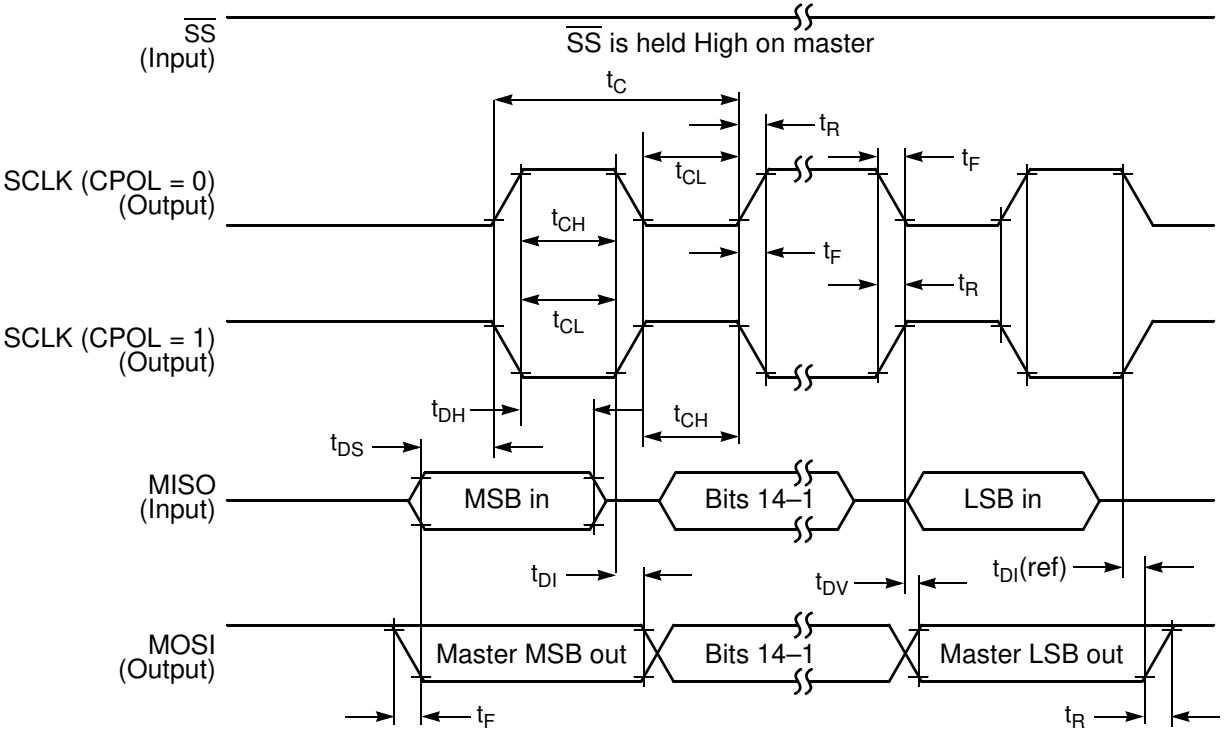 SS
(Input)
SS is held High on master
tC
tR
tF
SCLK (CPOL = 0)
(Output)
tCL
tCH
tF
tR
tCL
SCLK (CPOL = 1)
(Output)
tDH
tCH
tDS
MISO
(Input)
MSB in
Bits 14–1
LSB in
tDI
tDV
tDI(ref)
MOSI
(Output)
Master MSB out
Bits 14–1
Master LSB out
tF
tR